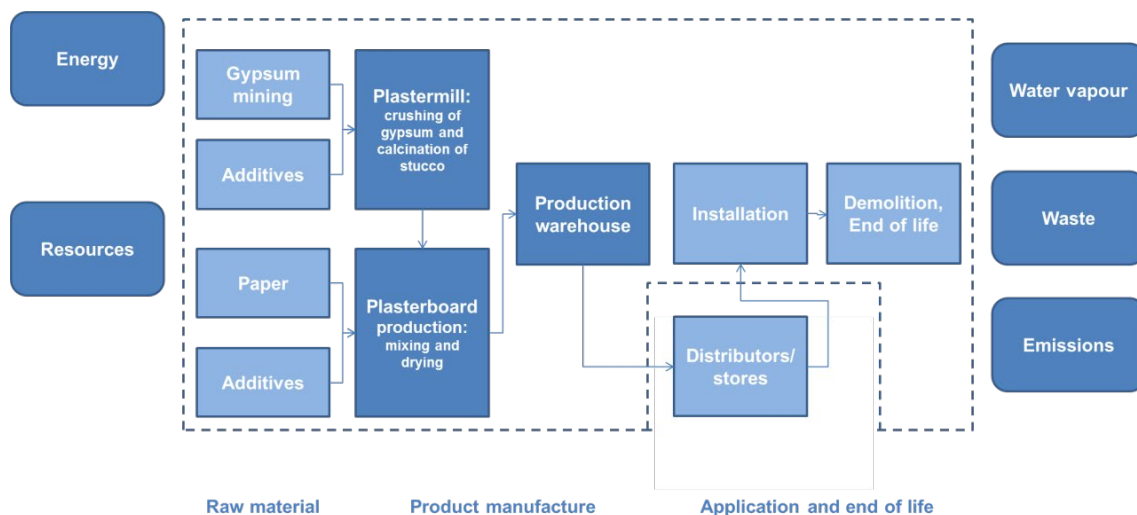 Energy
Resources
Gypsum
mining
Additives
Paper
Additives
Plastermill:
crushing of
gypsum and
calcination of
stucco
Plasterboard
production:
mixing and
drying
Production
warehouse
Installation
Demolition,
End of life
Distributors/
stores
Water vapour
Waste
Emissions
Raw material
Product manufacture
Application and end of life